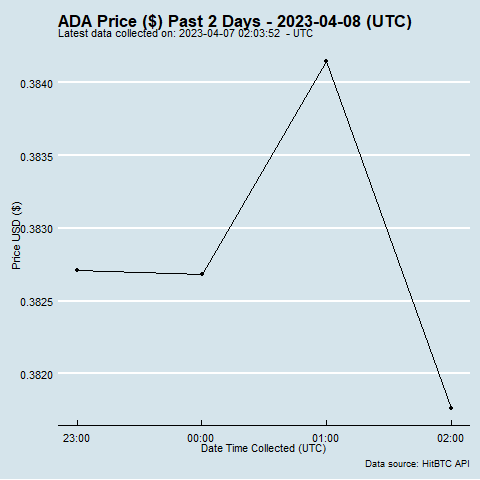 ADA Price ($) Past 2 Days - 2023-04-08 (UTC)
Latest data collected on: 2023-04-07 02:03:52 - UTC
0.3840
0.3835
0.3830
0.3825
0.3820
Price USD ($)
23:00 00:00 01:00 02:00
Date Time Collected (UTC)
Data source: HitBTC API